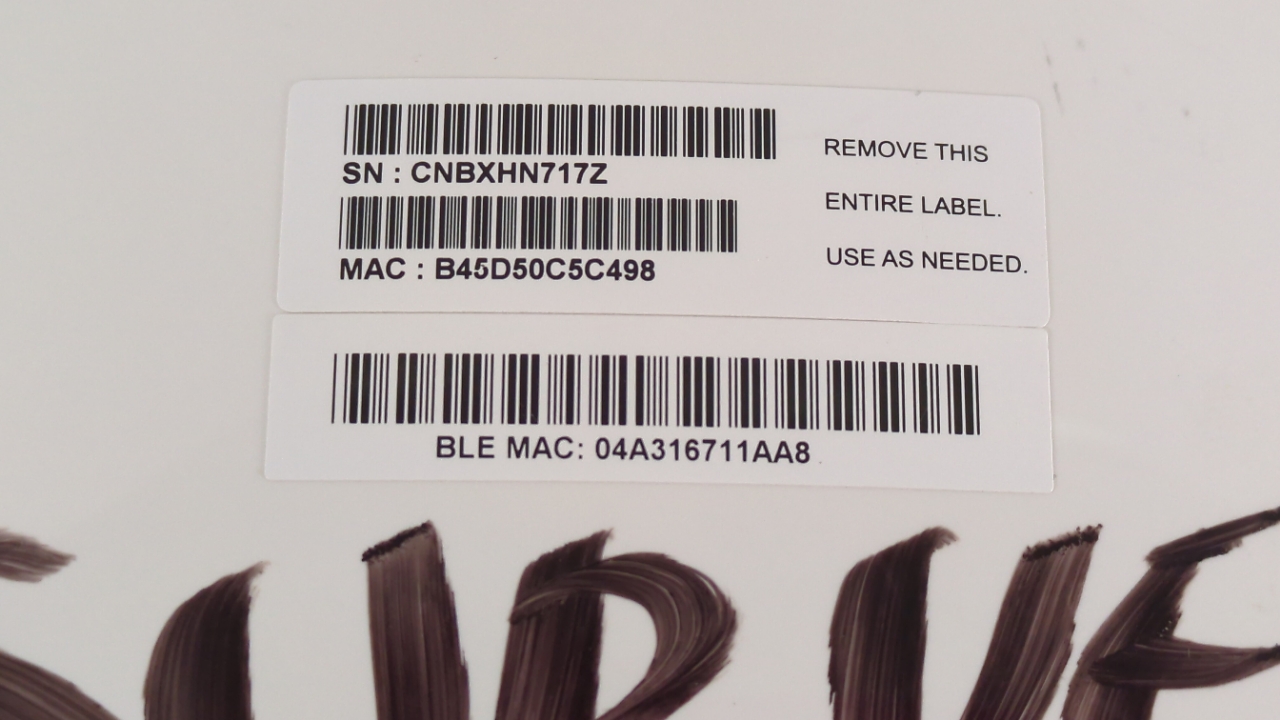 SN : CNBXHN717Z
MAC : B45D50C5C498
REMOVE THIS
ENTIRE LABEL.
USE AS NEEDED.
BLE MAC: 04A316711AA8